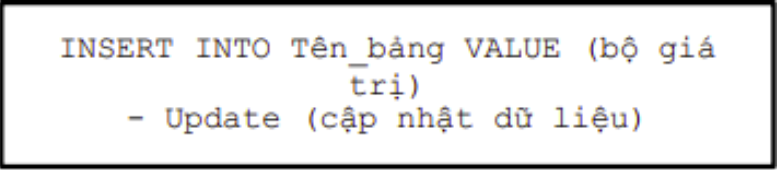 INSERT INTO Tên_bảng VALUE (bộ giá
trị)
- Update (cập nhật dữ liệu)